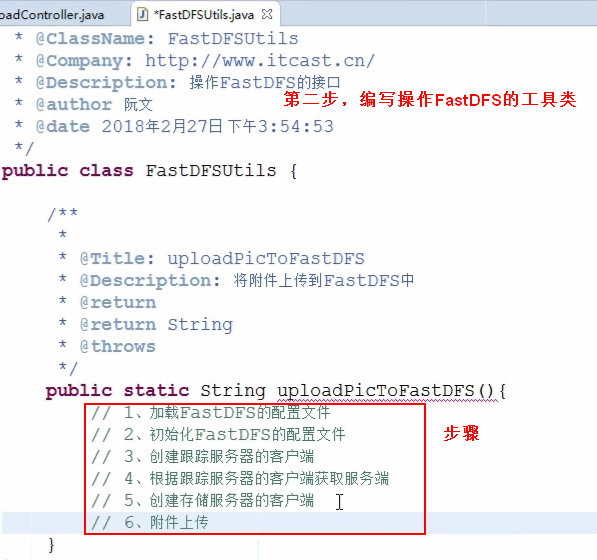 oadController.java
*FastDFSUtils.java
* @ClassName: FastDFSUtils
* @Company: http://www.itcast.cn/
* @Description: 操作FastDFS的接口
第二步，编写操作FastDFS的工具类
* @author 阮文
* @date 2018年2月27日下午3:54:53
*/
public class FastDFSUtils {
/**
*
* @Title: uploadPicToFastDFS
* @Description: 将附件上传到FastDFS中
* @return
* @return String
* @throws
*/
public static String uploadPicToFastDFS(){
// 1、加载FastDFS的配置文件
// 2、初始化FastDFS的配置文件
步骤
// 3、创建跟踪服务器的客户端
// 4、根据跟踪服务器的客户端获取服务端
// 5、创建存储服务器的客户端
// 6、附件上传
}